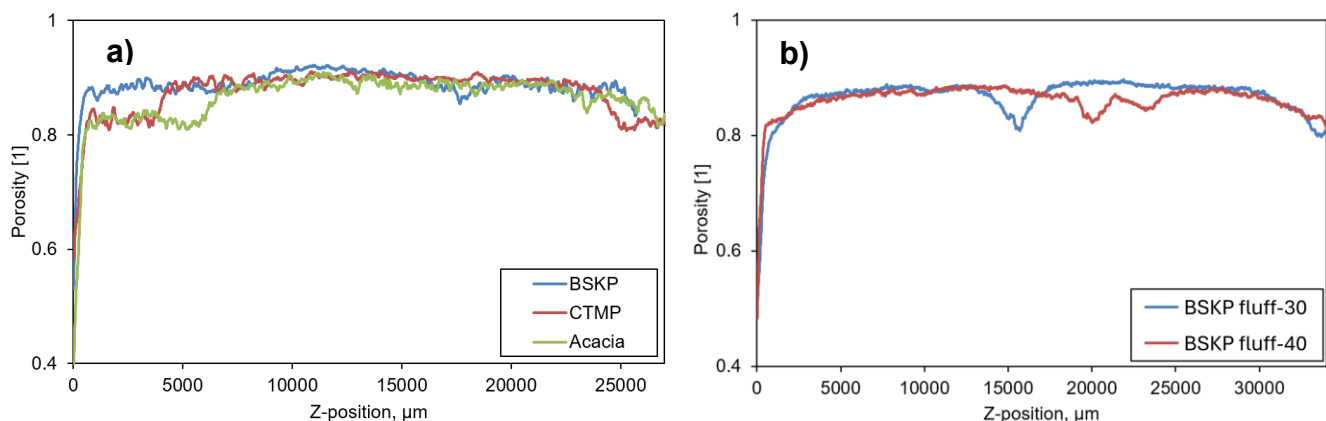 a)
1
0.8
0.6
0.4
Porosity [1]
0
5000
10000
15000
20000
25000
Z-position, µm
BSKP
CTMP
Acacia
b)
1
0.8
0.6
0.4
Porosity [1]
0
5000
10000
15000
20000
25000
30000
Z-position, µm
BSKP fluff-30
BSKP fluff-40